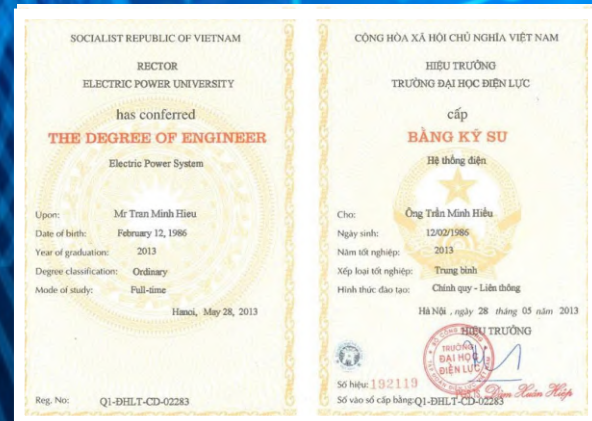 SOCIALIST REPUBLIC OF VIETNAM
RECTOR
ELECTRIC POWER UNIVERSITY
has conferred
THE DEGREE OF ENGINEER
Electric Power System
Upon: Mr Tran Minh Hieu
Date of birth: February 12, 1986
Year of graduation: 2013
Degree classification: Ordinary
Mode of study: Full-time
Hanoi, May 28, 2013
Reg. No: Q1-ĐHLT-CD-02283
CỘNG HÒA XÃ HỘI CHỦ NGHĨA VIỆT NAM
HIỆU TRƯỞNG
TRƯỜNG ĐẠI HỌC ĐIỆN LỰC
cấp
BẰNG KỸ SƯ
Hệ thống điện
Cho: Ông Trần Minh Hiếu
Ngày sinh: 12/02/1986
Năm tốt nghiệp: 2013
Xếp loại tốt nghiệp: Trung bình
Hình thức đào tạo: Chính quy - Liên thông
Hà Nội, ngày 28 tháng 05 năm 2013
HIỆU TRƯỞNG
TRƯỜNG
ĐẠI HỌC
ĐIỆN LỰC
Số hiệu: 192119
Đàm Xuân Hiệp
Số vào sổ cấp bằng: Q1-ĐHLT-CD-02283